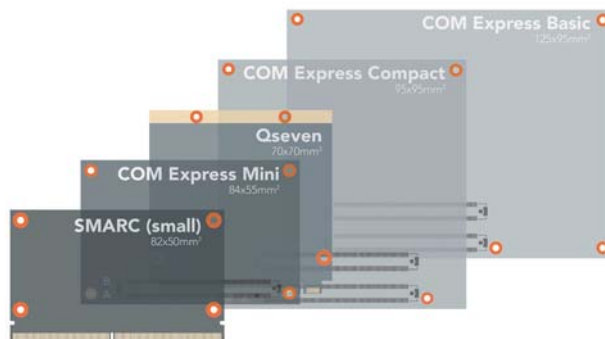 COM Express Basic
125x95mm²
COM Express Compact
95x95mm²
Qseven
70x70mm²
COM Express Mini
84x55mm²
SMARC (small)
82x50mm²